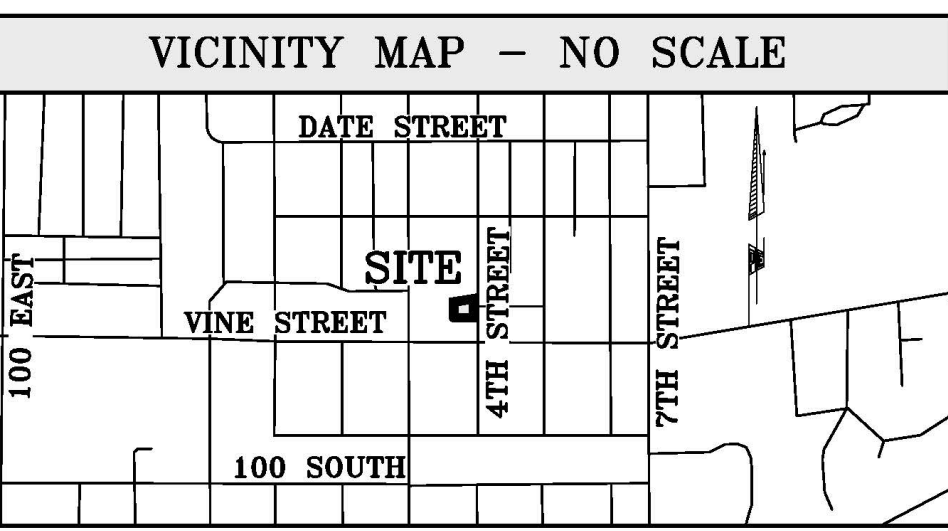 VICINITY MAP – NO SCALE
DATE STREET
SITE
4TH STREET
7TH STREET
100 EAST
VINE STREET
100 SOUTH